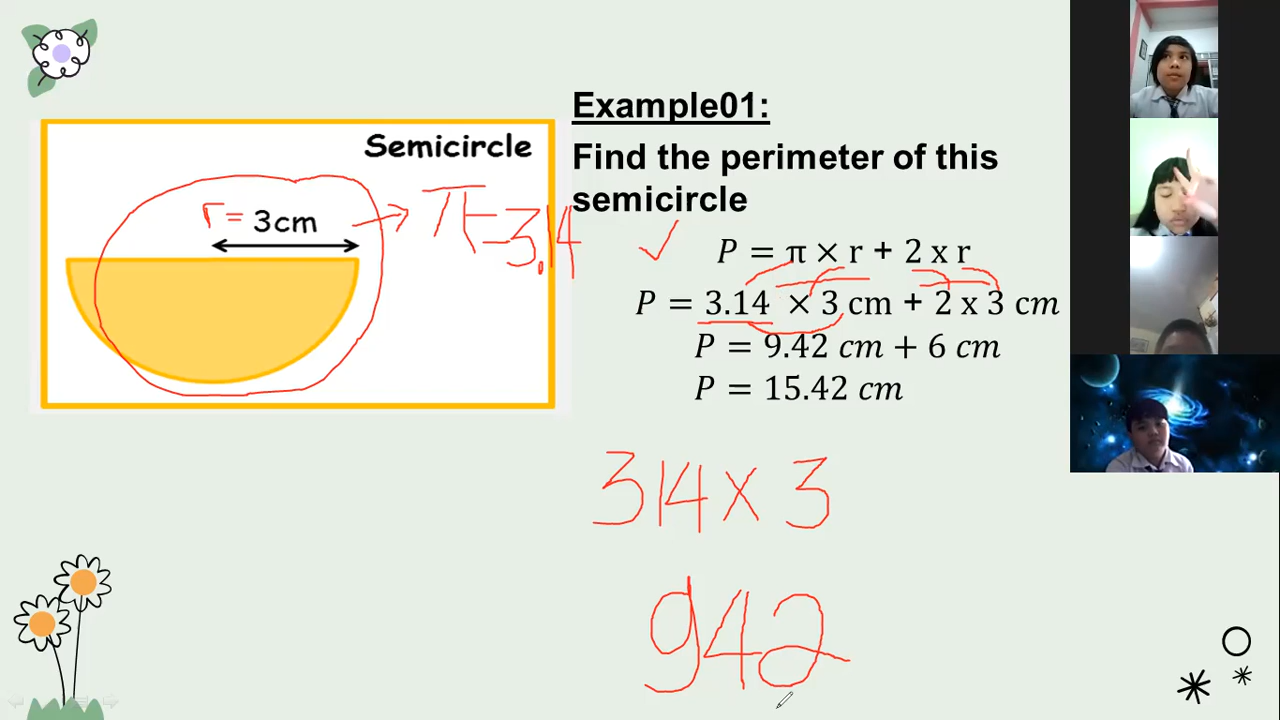 Semicircle
r= 3cm
π=3.14
Example01:
Find the perimeter of this
semicircle
P = π × r + 2 x r
P = 3.14 × 3 cm + 2 x 3 cm
P = 9.42 cm + 6 cm
P = 15.42 cm
314 x 3
942